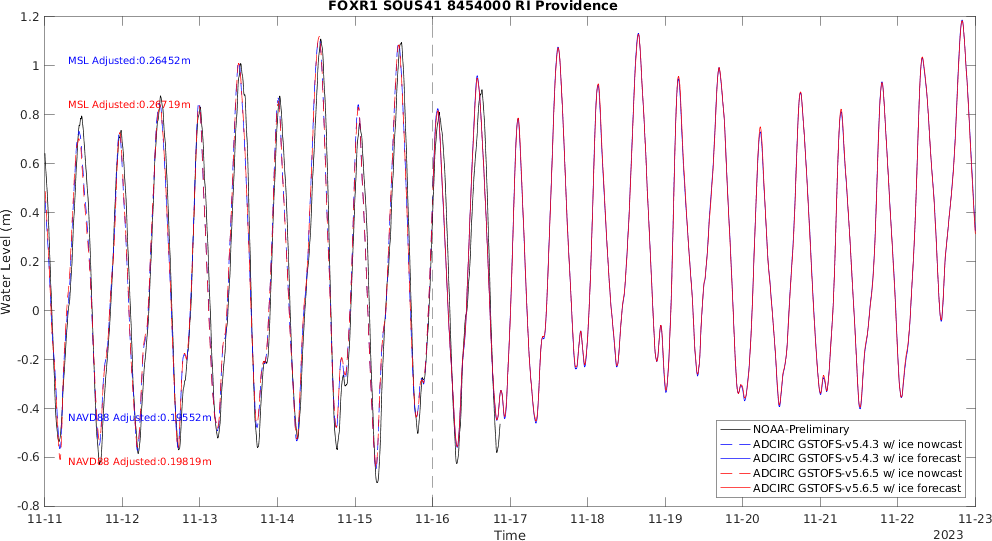 FOXR1 SOUS41 8454000 RI Providence
1.2
1
0.8
0.6
0.4
0.2
0
-0.2
-0.4
-0.6
-0.8
Water Level (m)
MSL Adjusted:0.26452m
MSL Adjusted:0.26719m
NAVD88 Adjusted:0.19552m
NAVD88 Adjusted:0.19819m
NOAA-Preliminary
ADCIRC GSTOFS-v5.4.3 w/ ice nowcast
ADCIRC GSTOFS-v5.4.3 w/ ice forecast
ADCIRC GSTOFS-v5.6.5 w/ ice nowcast
ADCIRC GSTOFS-v5.6.5 w/ ice forecast
11-11 11-12 11-13 11-14 11-15 11-16 11-17 11-18 11-19 11-20 11-21 11-22 11-23
Time
2023